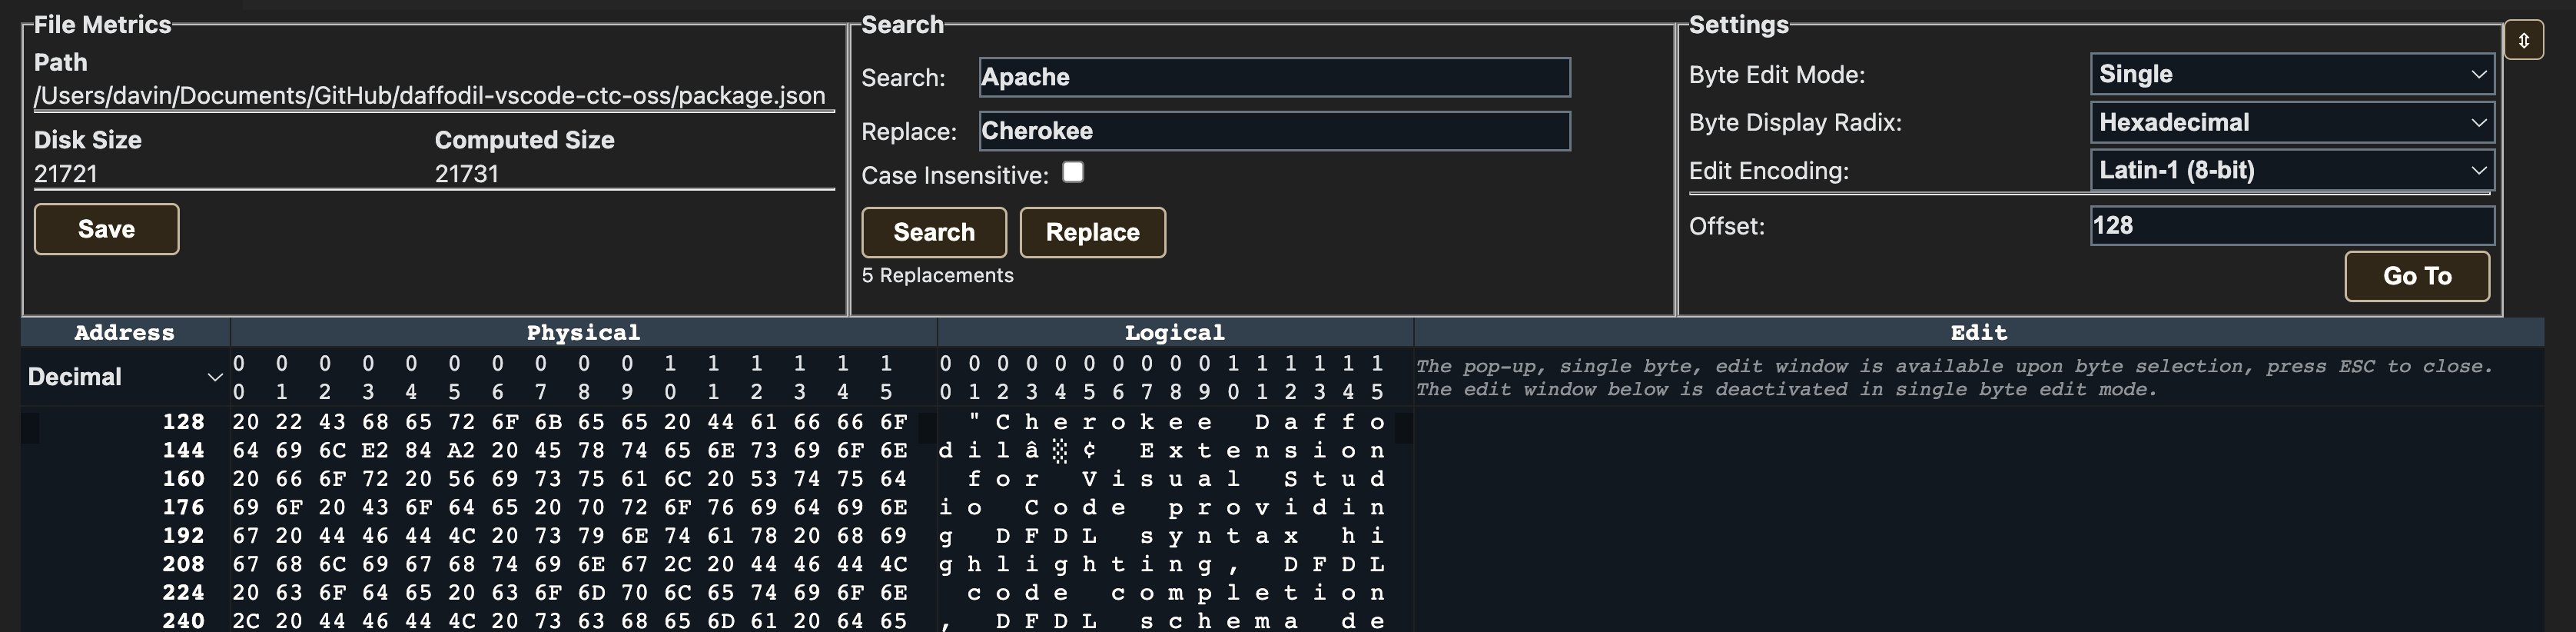 File Metrics
Path
/Users/davin/Documents/GitHub/daffodil-vscode-ctc-oss/package.json
Disk Size Computed Size
21721 21731
Save
Search
Search: Apache
Replace: Cherokee
Case Insensitive:
Search Replace
5 Replacements
Settings
Byte Edit Mode: Single
Byte Display Radix: Hexadecimal
Edit Encoding: Latin-1 (8-bit)
Offset: 128
Go To
Address Physical Logical Edit
Decimal
0 0 0 0 0 0 0 0 0 0 1 1 1 1 1 1 0 0 0 0 0 0 0 0 0 0 1 1 1 1 1 1
0 1 2 3 4 5 6 7 8 9 0 1 2 3 4 5 0 1 2 3 4 5 6 7 8 9 0 1 2 3 4 5
The pop-up, single byte, edit window is available upon byte selection, press ESC to close.
The edit window below is deactivated in single byte edit mode.
128 20 22 43 68 65 72 6F 6B 65 65 20 44 61 66 66 6F " C h e r o k e e D a f f o
144 64 69 6C E2 84 A2 20 45 78 74 65 6E 73 69 6F 6E d i l â ░ ¢ E x t e n s i o n
160 20 66 6F 72 20 56 69 73 75 61 6C 20 53 74 75 64 f o r V i s u a l S t u d
176 69 6F 20 43 6F 64 65 20 70 72 6F 76 69 64 69 6E i o C o d e p r o v i d i n
192 67 20 44 46 44 4C 20 73 79 6E 74 61 78 20 68 69 g D F D L s y n t a x h i
208 67 68 6C 69 67 68 74 69 6E 67 2C 20 44 46 44 4C g h l i g h t i n g , D F D L
224 20 63 6F 64 65 20 63 6F 6D 70 6C 65 74 69 6F 6E c o d e c o m p l e t i o n
240 2C 20 44 46 44 4C 20 73 63 68 65 6D 61 20 64 65 , D F D L s c h e m a d e